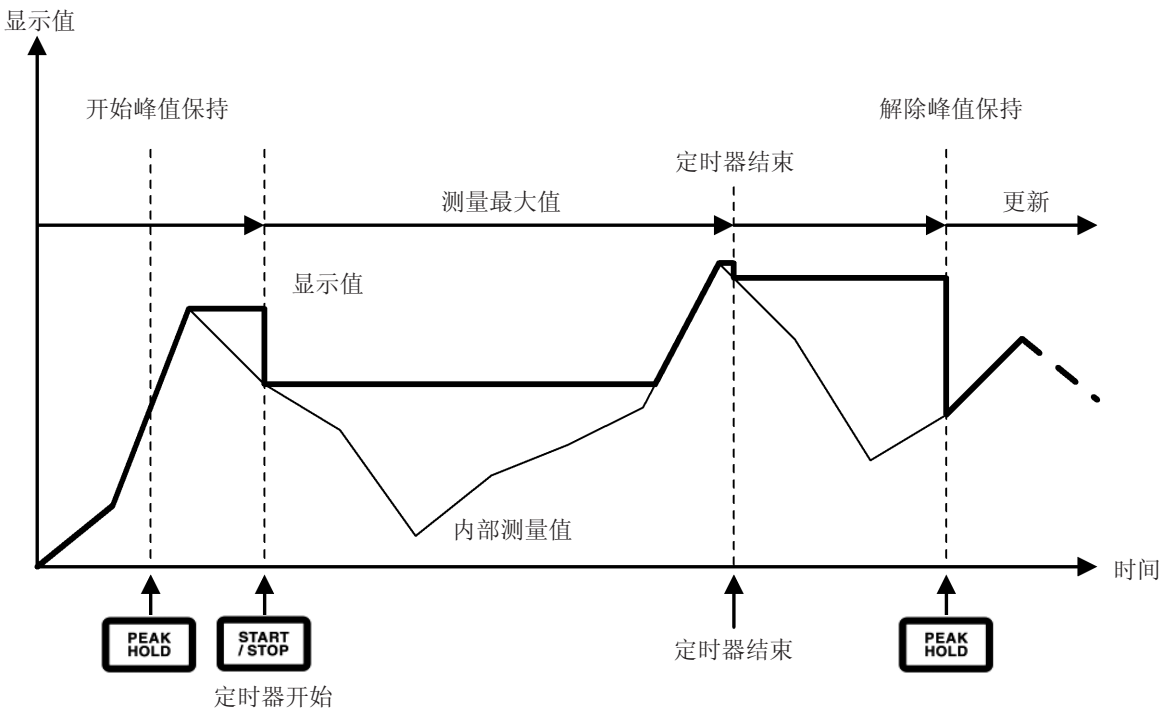 显示值
开始峰值保持
解除峰值保持
定时器结束
测量最大值
更新
显示值
内部测量值
时间
PEAK
HOLD
START
/ STOP
定时器结束
PEAK
HOLD
定时器开始